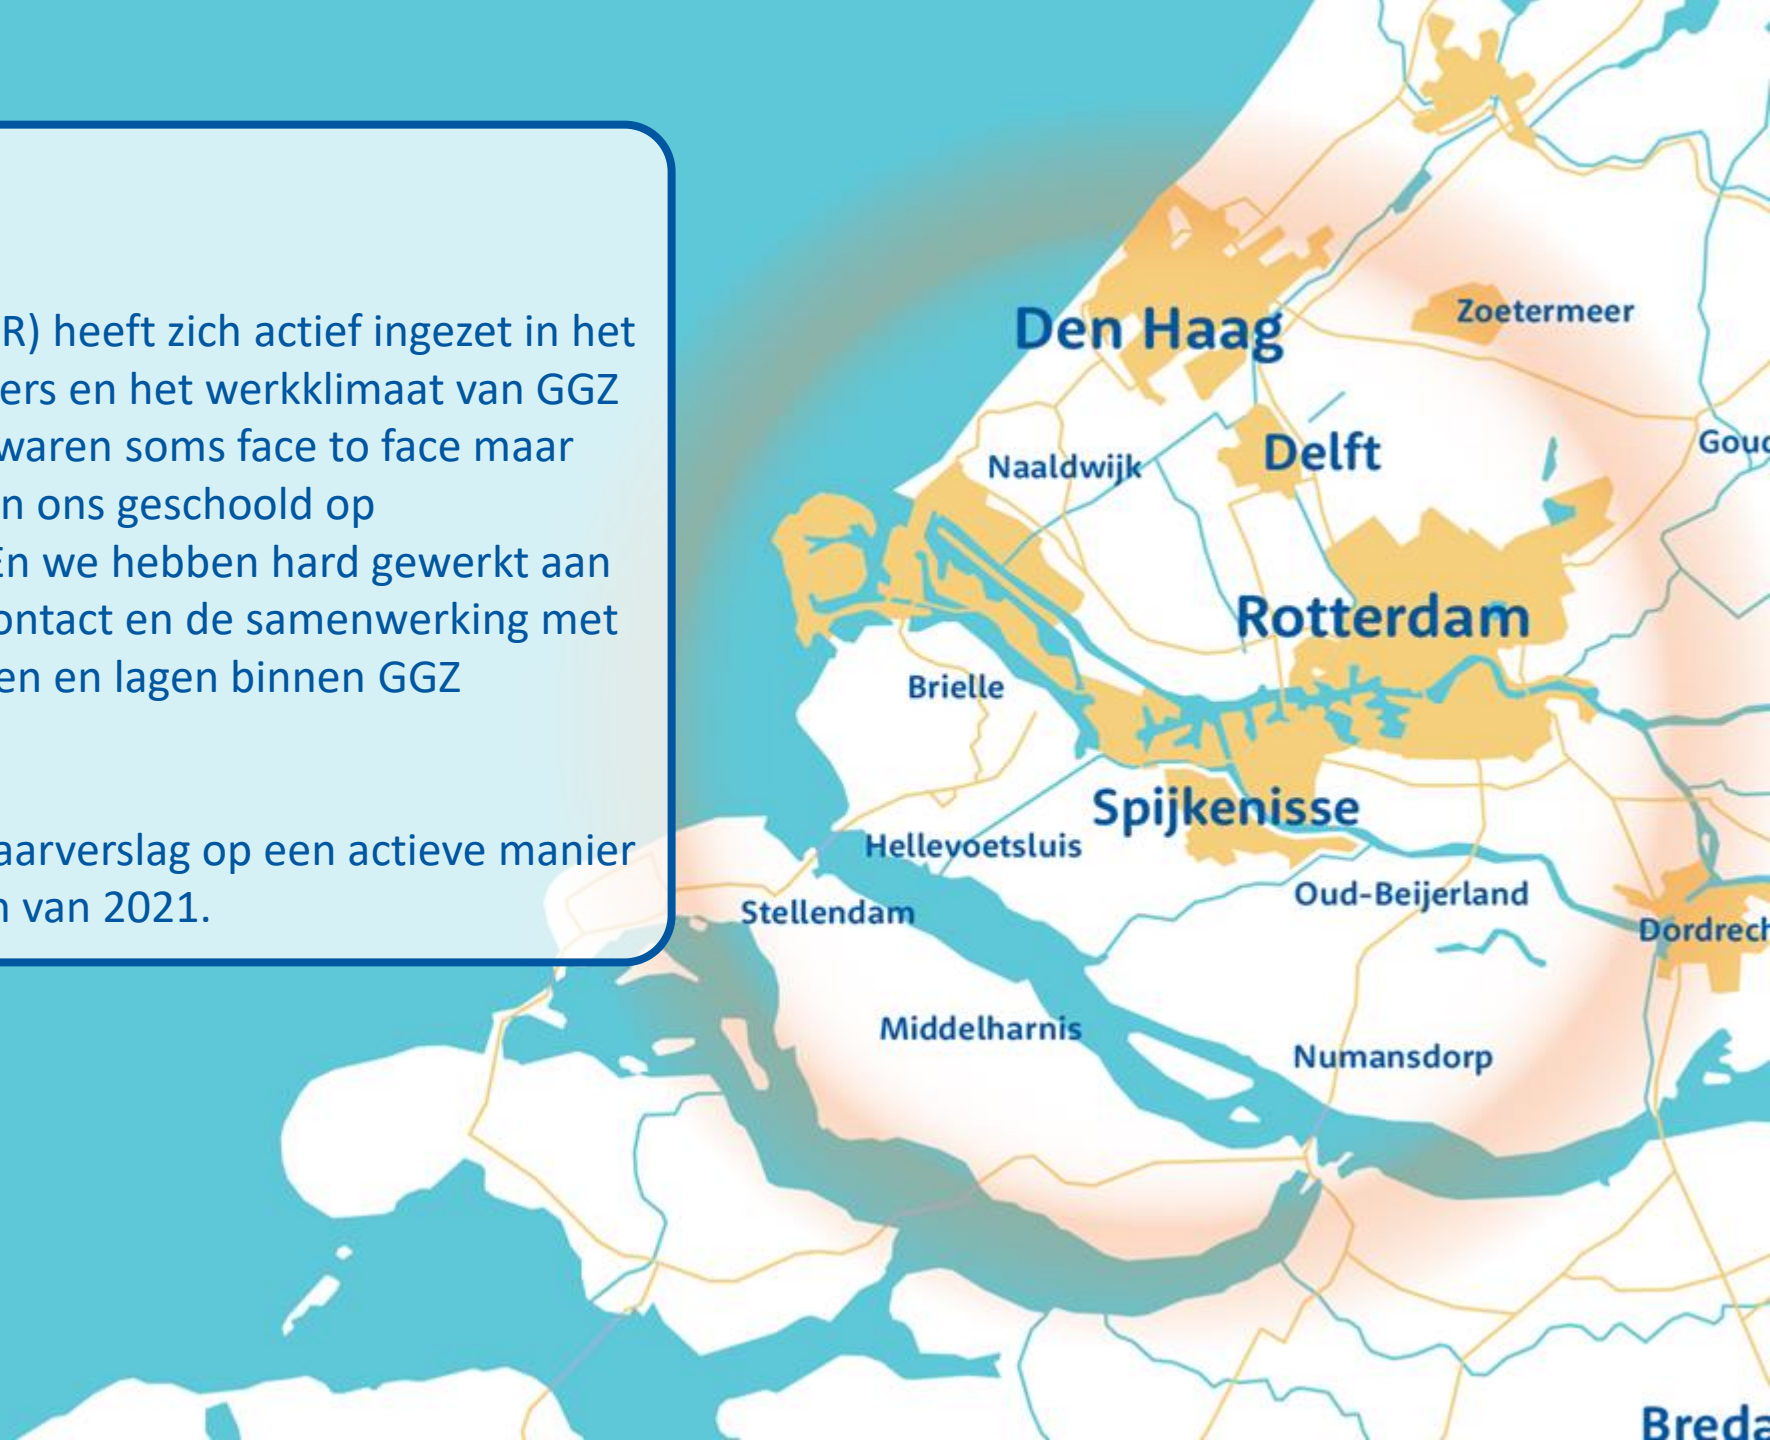 R) heeft zich actief ingezet in het
ers en het werkklimaat van GGZ
waren soms face to face maar
n ons geschoold op
En we hebben hard gewerkt aan
ontact en de samenwerking met
en en lagen binnen GGZ
aarverslag op een actieve manier
n van 2021.
Den Haag
Zoetermeer
Delft
Goud
Naaldwijk
Rotterdam
Brielle
Spijkenisse
Hellevoetsluis
Oud-Beijerland
Stellendam
Dordrech
Middelharnis
Numansdorp
Breda